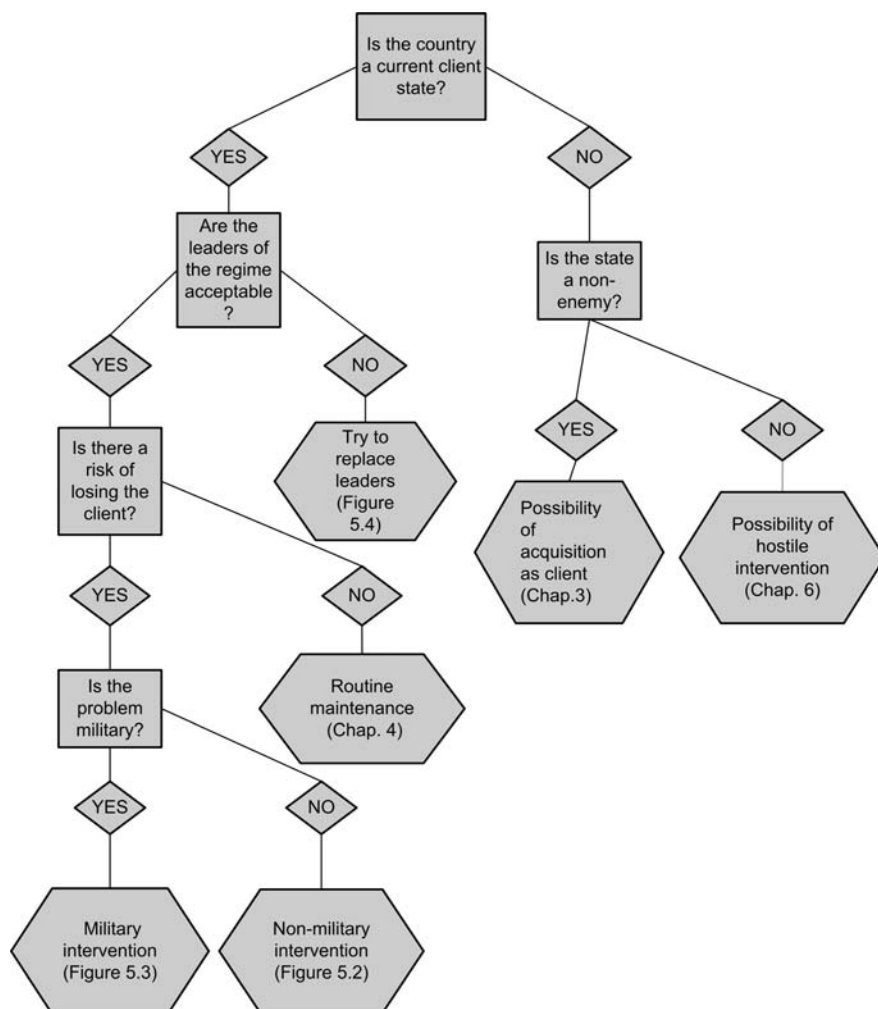 Is the country
a current client
state?
YES
NO
Are the
leaders of
the regime
acceptable
?
Is the state
a non-
enemy?
YES
NO
YES
NO
Is there a
risk of
losing the
client?
Try to
replace
leaders
(Figure
5.4)
Possibility
of
acquisition
as client
(Chap.3)
Possibility of
hostile
intervention
(Chap. 6)
YES
NO
Is the
problem
military?
Routine
maintenance
(Chap. 4)
YES
NO
Military
intervention
(Figure 5.3)
Non-military
intervention
(Figure 5.2)